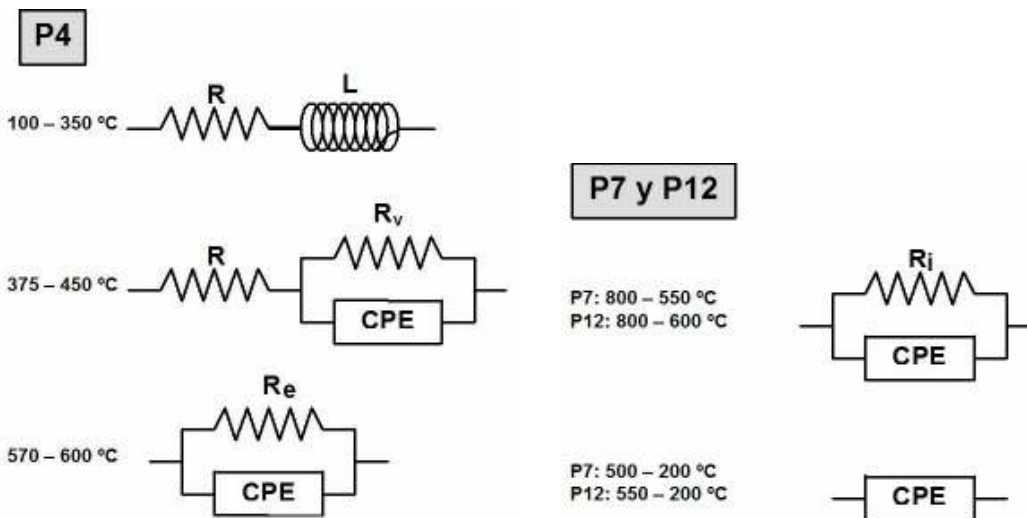 P4
R
L
100 – 350 ºC
R
Rv
375 – 450 ºC
CPE
Re
570 – 600 ºC
CPE
P7 y P12
Ri
P7: 800 – 550 ºC
P12: 800 – 600 ºC
CPE
P7: 500 – 200 ºC
P12: 550 – 200 ºC
CPE